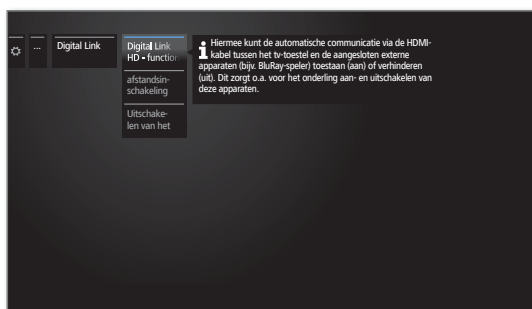 ... Digital Link
Digital Link
HD - function
afstandsin-
schakeling
Uitschake-
len van het
Hiermee kunt de automatische communicatie via de HDMI-
kabel tussen het tv-toestel en de aangesloten externe
apparaten (bijv. BluRay-speler) toestaan (aan) of verhinderen
(uit). Dit zorgt o.a. voor het onderling aan- en uitschakelen van
deze apparaten.